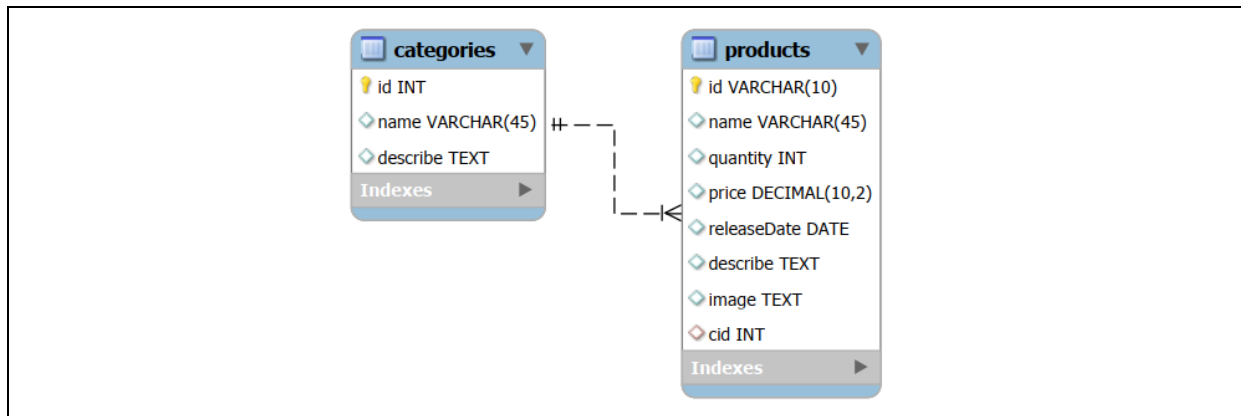 categories
id INT
name VARCHAR(45)
describe TEXT
Indexes
products
id VARCHAR(10)
name VARCHAR(45)
quantity INT
price DECIMAL(10,2)
releaseDate DATE
describe TEXT
image TEXT
cid INT
Indexes